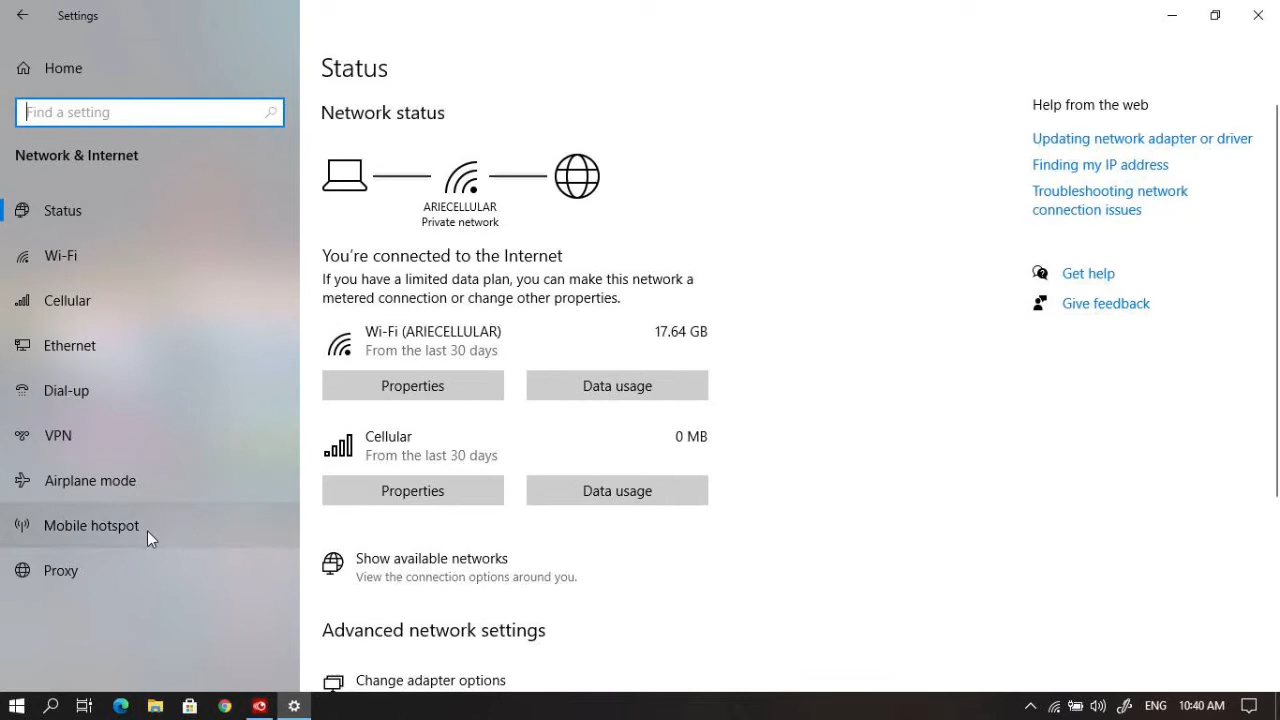 Settings
Home
Find a setting
Network & Internet
Status
Wi-Fi
Cellular
Ethernet
Dial-up
VPN
Airplane mode
Mobile hotspot
Proxy
Status
Network status
ARIECELLULAR
Private network
You're connected to the Internet
If you have a limited data plan, you can make this network a
metered connection or change other properties.
Wi-Fi (ARIECELLULAR) 17.64 GB
From the last 30 days
Properties Data usage
Cellular 0 MB
From the last 30 days
Properties Data usage
Show available networks
View the connection options around you.
Advanced network settings
Change adapter options
Help from the web
Updating network adapter or driver
Finding my IP address
Troubleshooting network
connection issues
Get help
Give feedback
ENG 10:40 AM